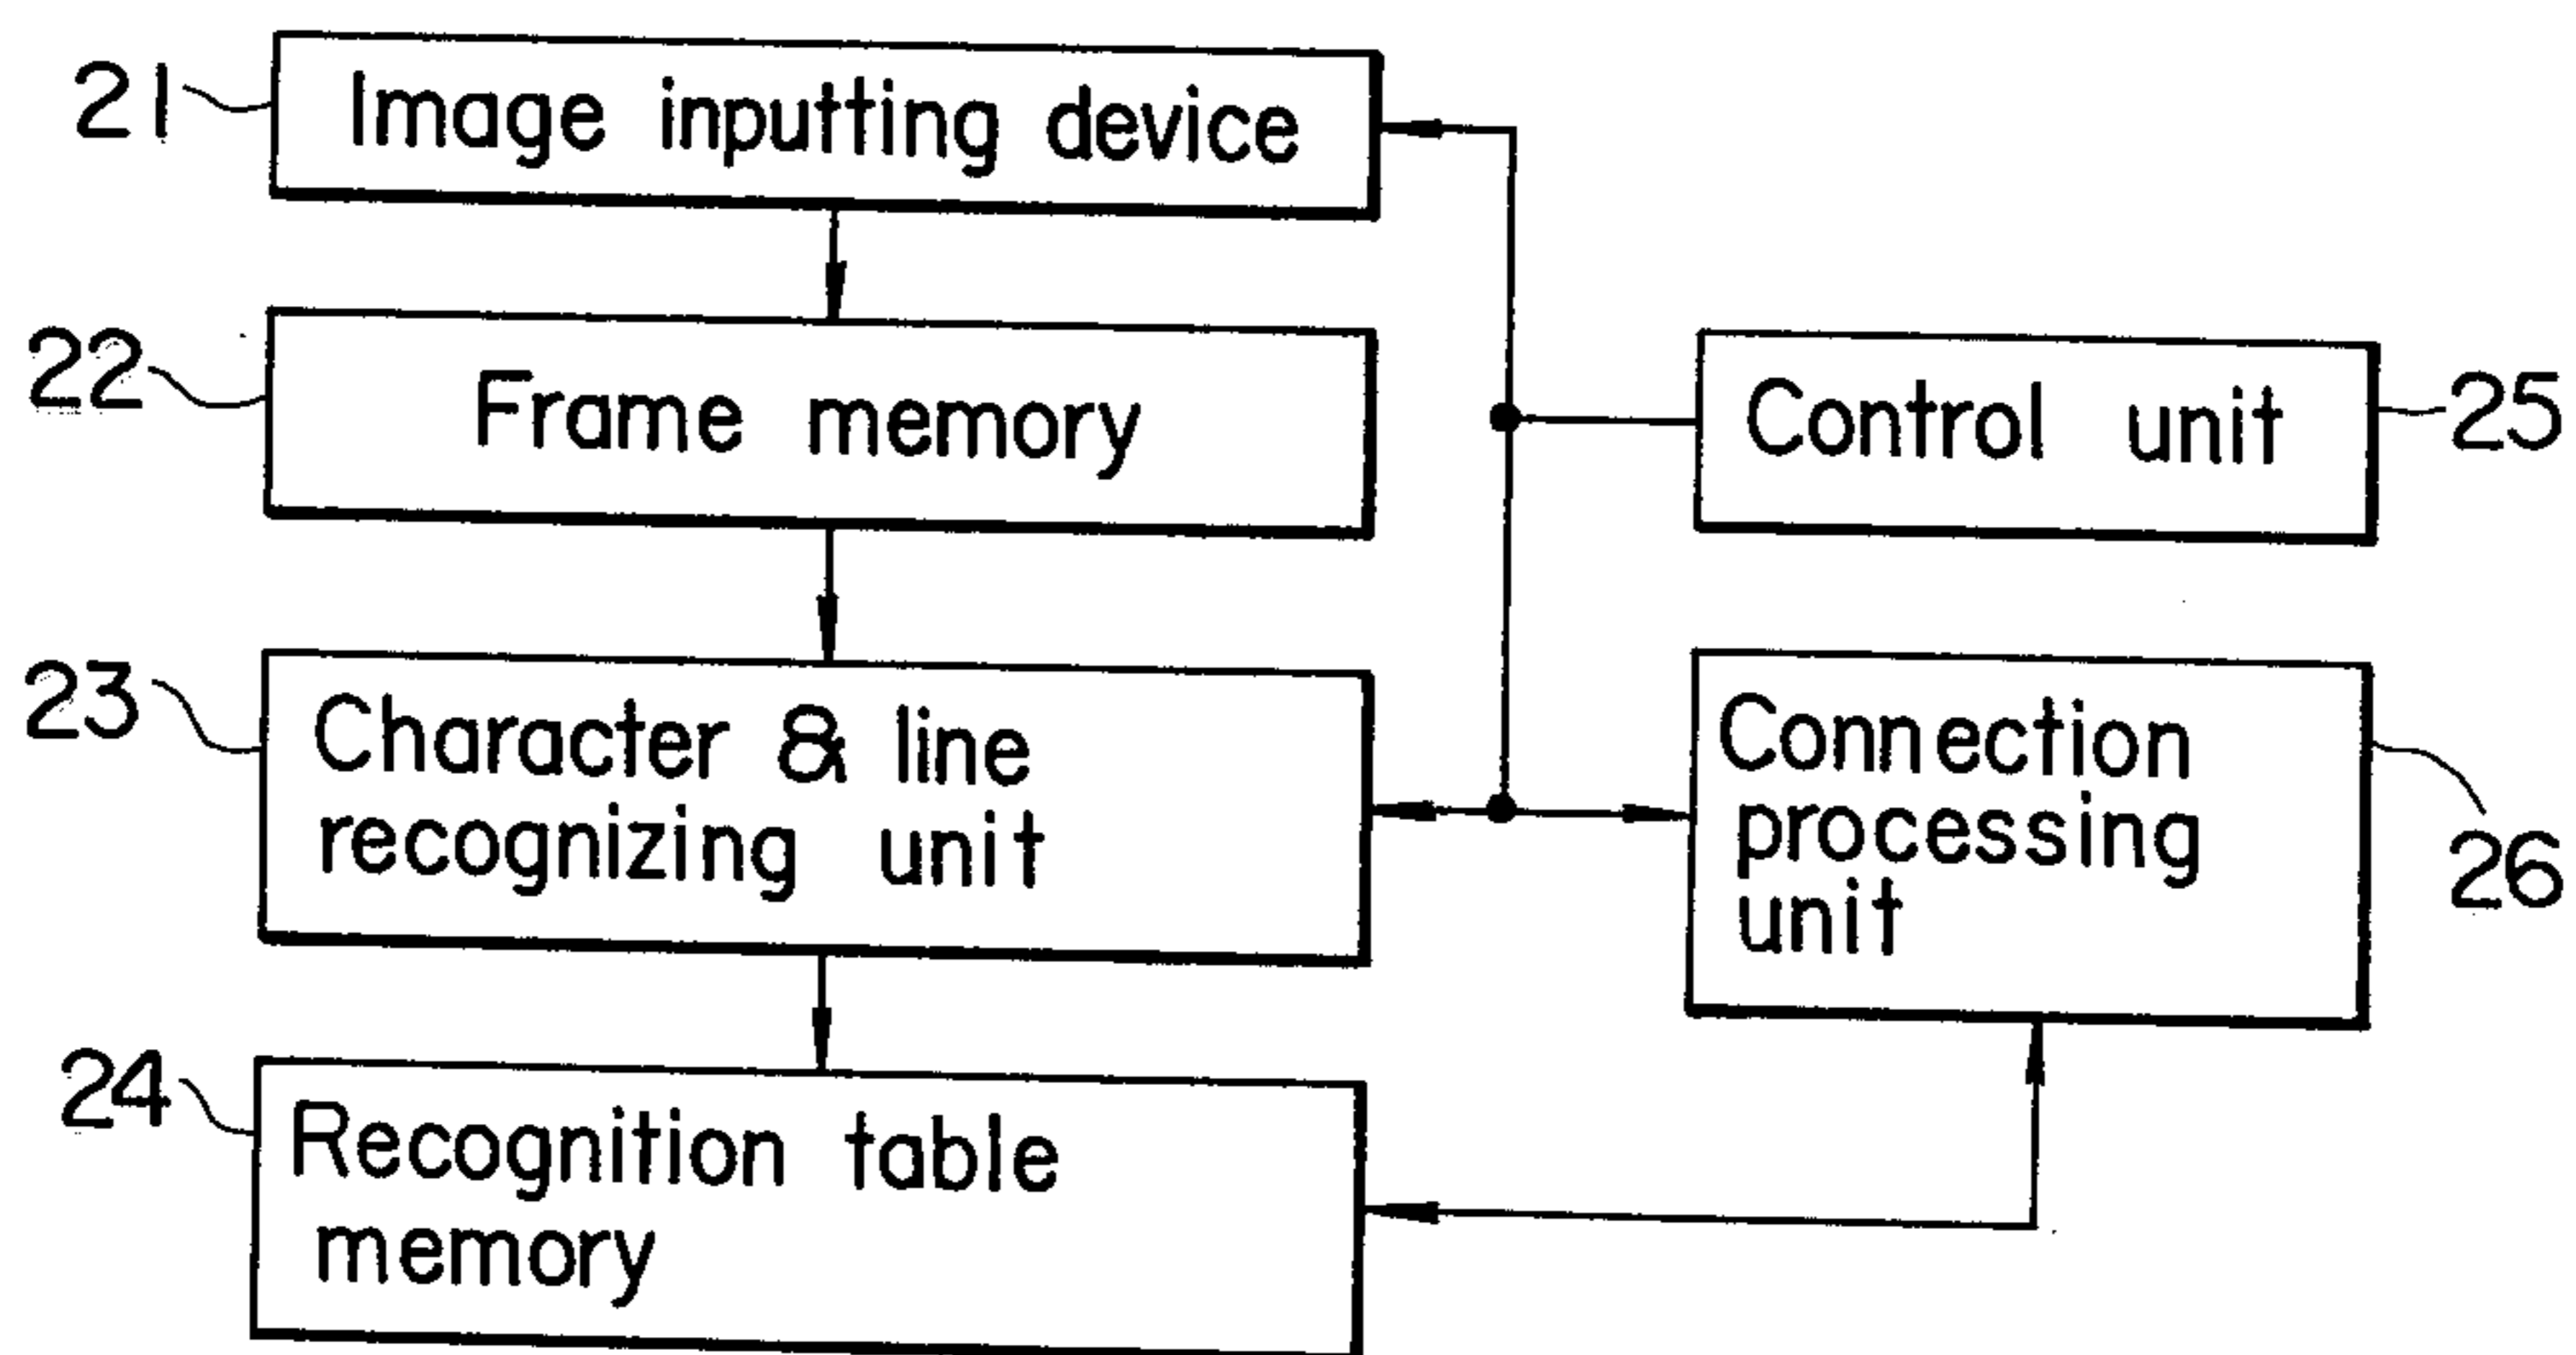 21
Image inputting device
22
Frame memory
Control unit
25
23
Character & line
recognizing unit
Connection
processing
unit
26
24
Recognition table
memory